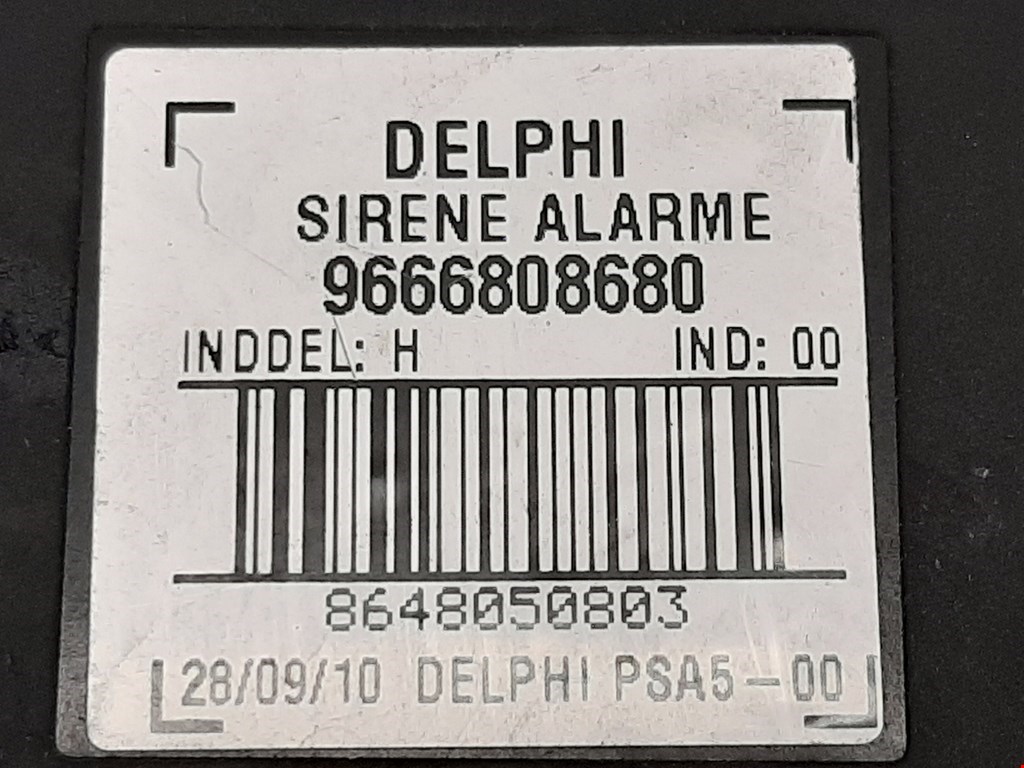 DELPHI
SIRENE ALARME
9666808680
INDDEL: H IND: 00
8648050803
28/09/10 DELPHI PSA5-00